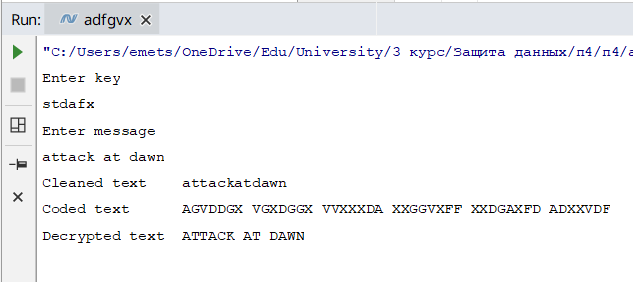 Run: adfgvx
"C:/Users/emets/OneDrive/Edu/University/3 курс/Защита данных/п4/п4/a
Enter key
stdafx
Enter message
attack at dawn
Cleaned text attackatdawn
Coded text AGVDDGX VGXDGGX VVXXXDA XXGGVXFF XXDGAXFD ADXXVDF
Decrypted text ATTACK AT DAWN